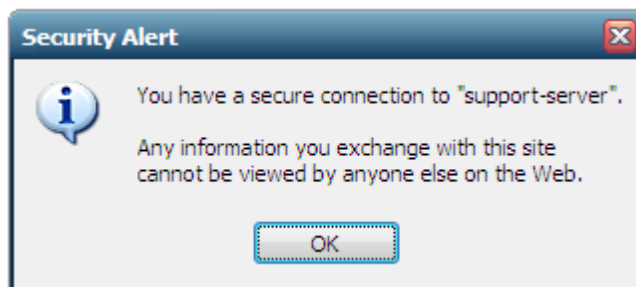 Security Alert
You have a secure connection to "support-server".
Any information you exchange with this site
cannot be viewed by anyone else on the Web.
OK